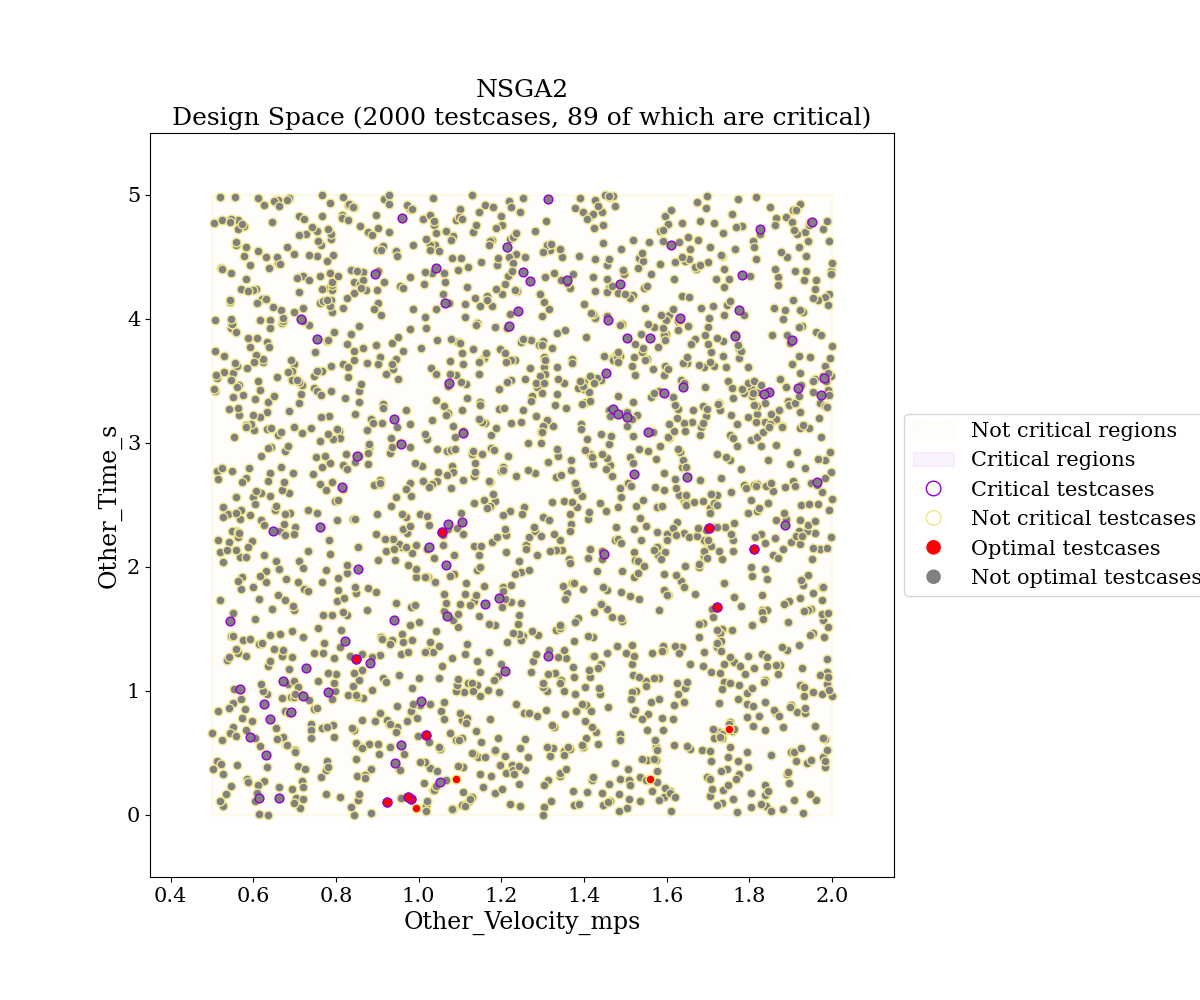 NSGA2
Design Space (2000 testcases, 89 of which are critical)
Other_Time_s
5
4
3
2
1
0
0.4 0.6 0.8 1.0 1.2 1.4 1.6 1.8 2.0
Other_Velocity_mps
Not critical regions
Critical regions
Critical testcases
Not critical testcases
Optimal testcases
Not optimal testcases